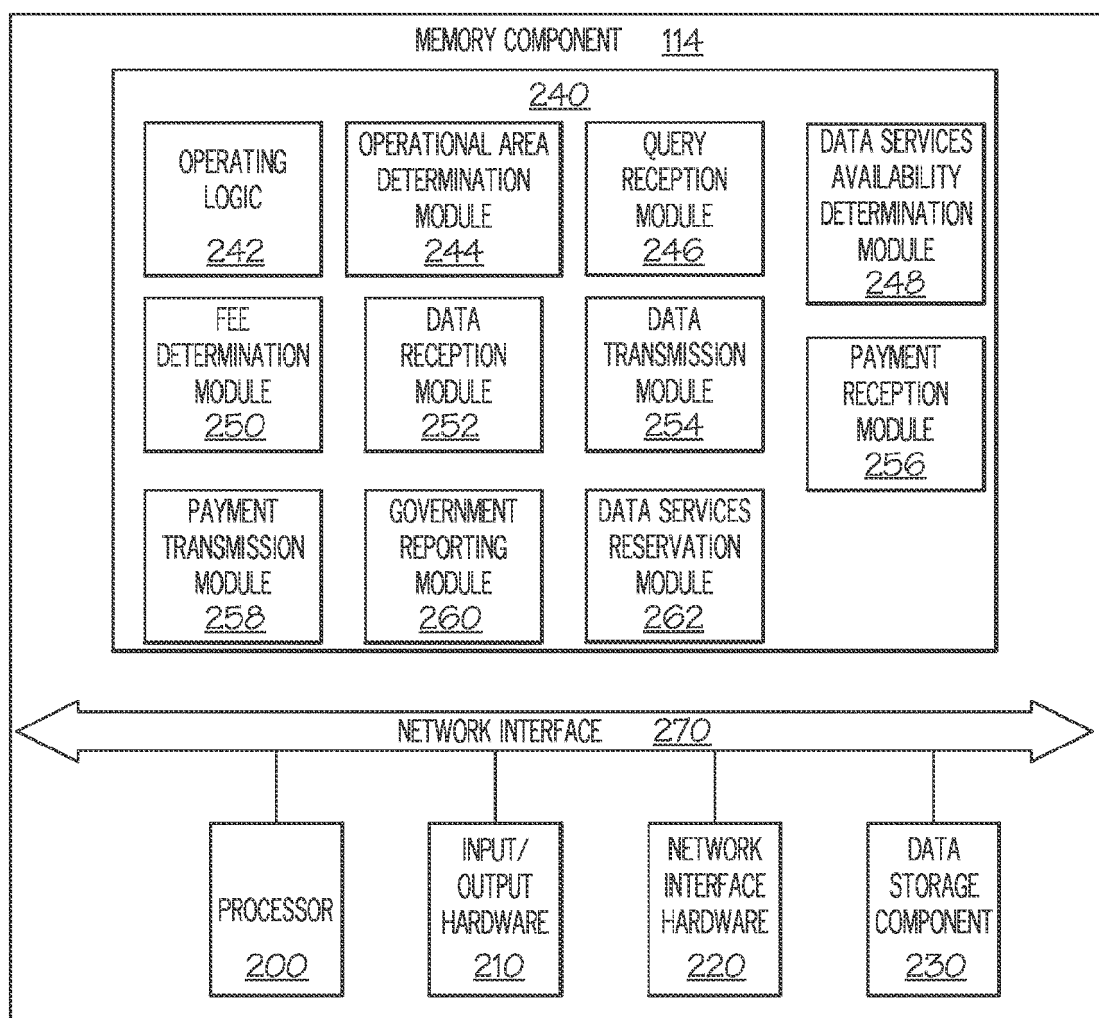 MEMORY COMPONENT 114
240
OPERATING
LOGIC
242
OPERATIONAL AREA
DETERMINATION
MODULE
244
QUERY
RECEPTION
MODULE
246
DATA SERVICES
AVAILABILITY
DETERMINATION
MODULE
248
FEE
DETERMINATION
MODULE
250
DATA
RECEPTION
MODULE
252
DATA
TRANSMISSION
MODULE
254
PAYMENT
RECEPTION
MODULE
256
PAYMENT
TRANSMISSION
MODULE
258
GOVERNMENT
REPORTING
MODULE
260
DATA SERVICES
RESERVATION
MODULE
262
NETWORK INTERFACE 270
PROCESSOR
200
INPUT/
OUTPUT
HARDWARE
210
NETWORK
INTERFACE
HARDWARE
220
DATA
STORAGE
COMPONENT
230